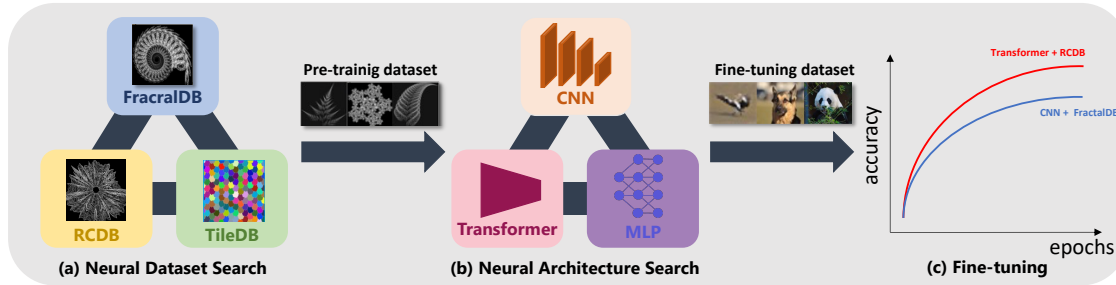 FracralDB
RCDB
TileDB
(a) Neural Dataset Search
Pre-trainig dataset
CNN
Transformer
MLP
(b) Neural Architecture Search
Fine-tuning dataset
Transformer + RCDB
CNN + FractalDB
accuracy
epochs
(c) Fine-tuning